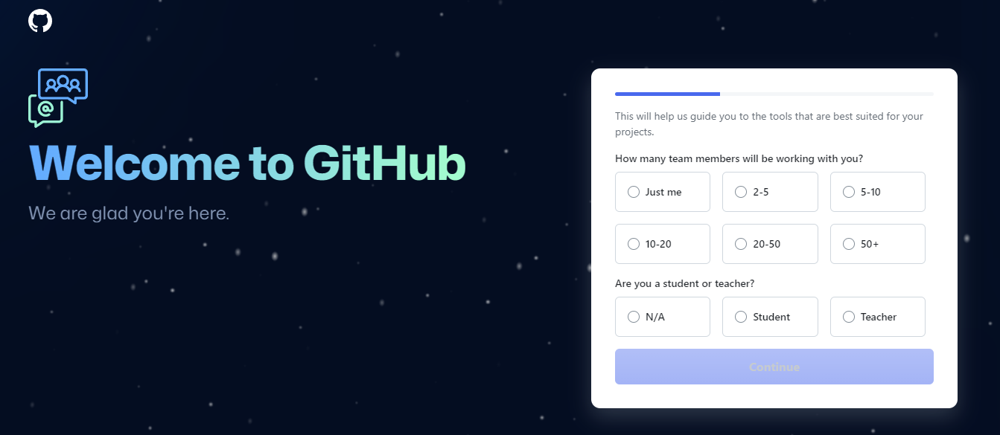 Welcome to GitHub
We are glad you're here.
This will help us guide you to the tools that are best suited for your
projects.
How many team members will be working with you?
Just me
2-5
5-10
10-20
20-50
50+
Are you a student or teacher?
N/A
Student
Teacher
Continue